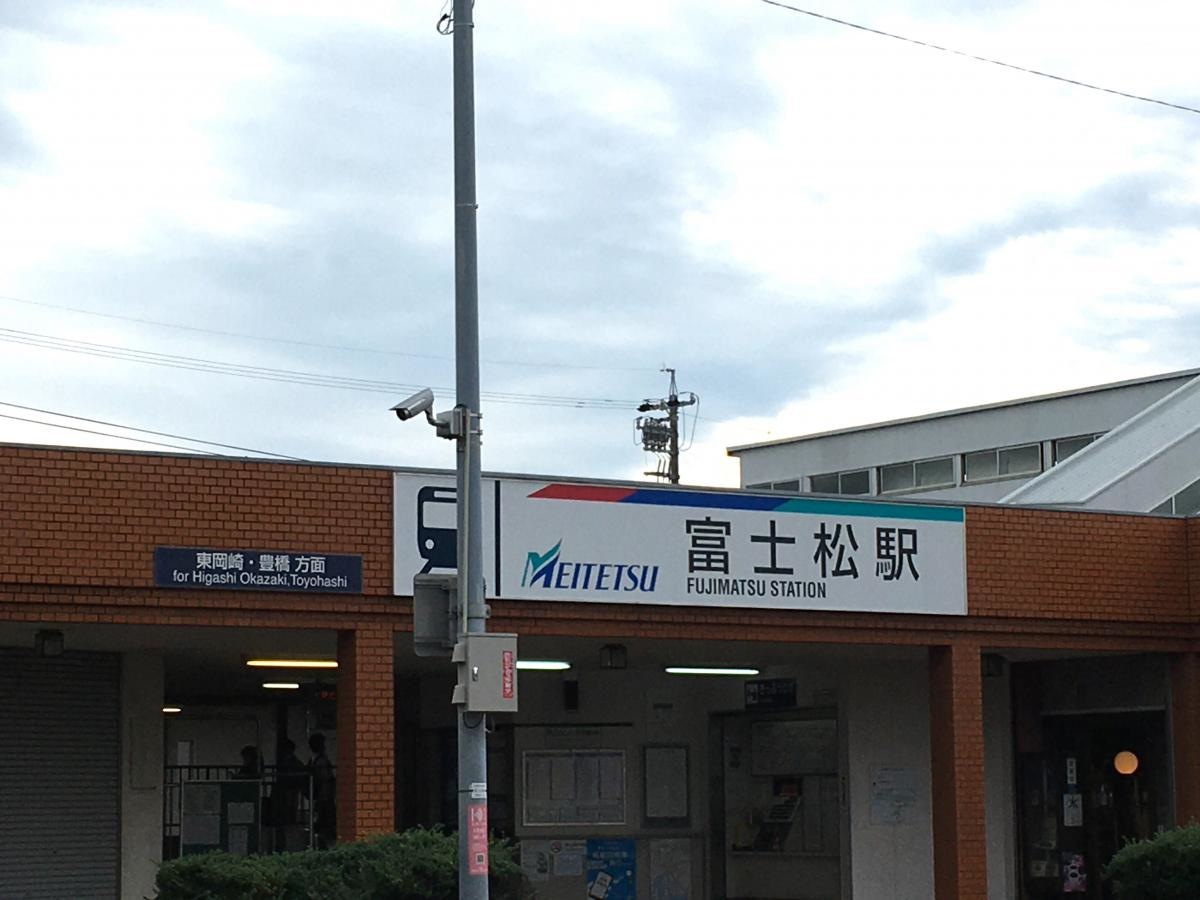 東岡崎・豊橋 方面
for Higashi Okazaki,Toyohashi
MEITETSU
富士松駅
FUJIMATSU STATION